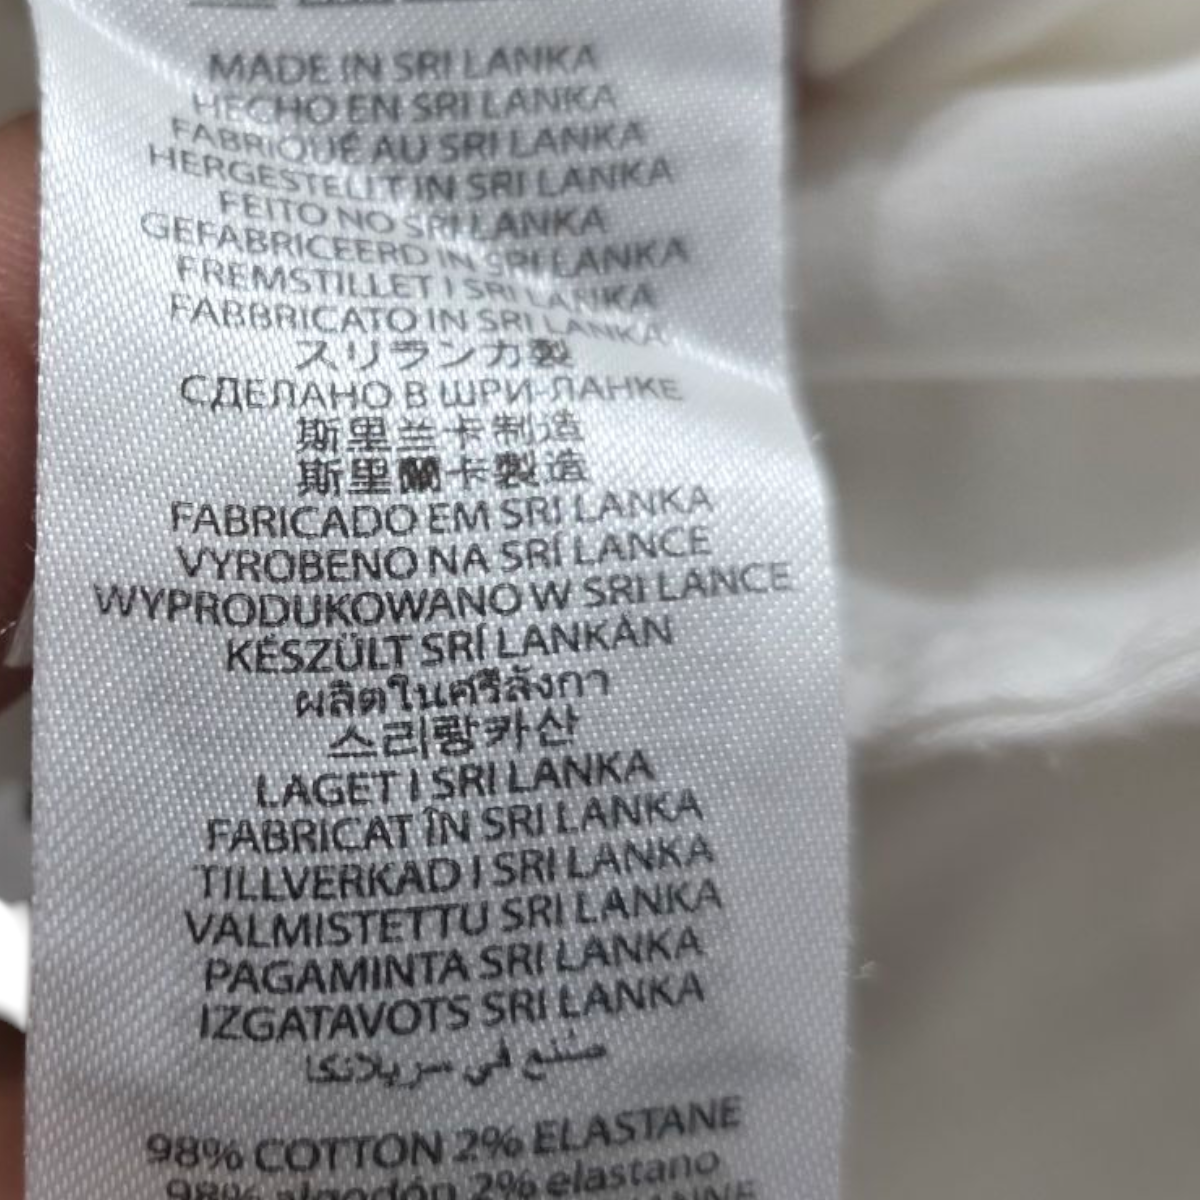 MADE IN SRI LANKA
HECHO EN SRI LANKA
FABRIQUÉ AU SRI LANKA
HERGESTELLT IN SRI LANKA
FEITO NO SRI LANKA
GEFABRICEERD IN SRI LANKA
FREMSTILLET I SRI LANKA
FABBRICATO IN SRI LANKA
スリランカ製
СДЕЛАНО В ШРИ-ЛАНКЕ
斯里兰卡制造
斯里蘭卡製造
FABRICADO EM SRI LANKA
VYROBENO NA SRÍ LANCE
WYPRODUKOWANO W SRI LANCE
KÉSZÜLT SRÍ LANKÁN
ผลิตในศรีลังกา
스리랑카산
LAGET I SRI LANKA
FABRICAT ÎN SRI LANKA
TILLVERKAD I SRI LANKA
VALMISTETTU SRI LANKA
PAGAMINTA SRI LANKA
IZGATAVOTS SRI LANKA
صنع في سريلانكا
98% COTTON 2% ELASTANE
98% algodón 2% elastano